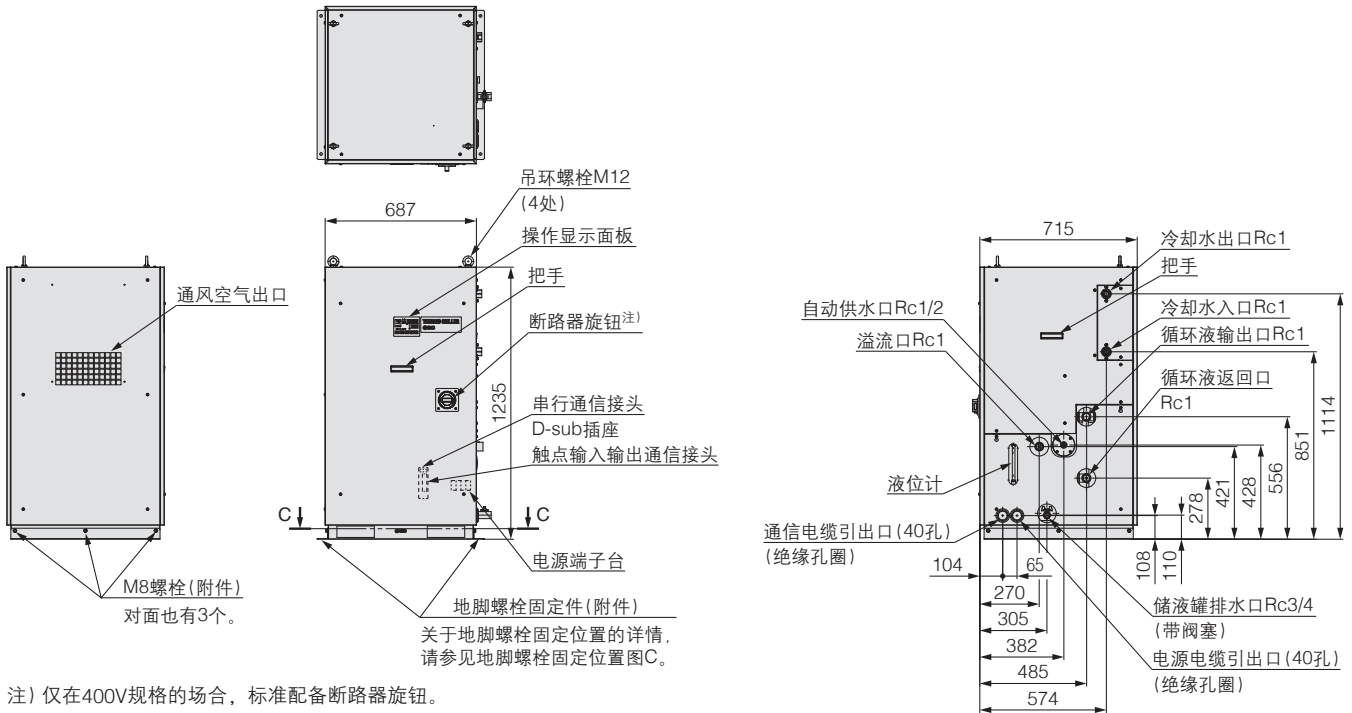 吊环螺栓M12
(4处)
687
操作显示面板
把手
断路器旋钮注)
通风空气出口
1235
串行通信接头
D-sub插座
触点输入输出通信接头
C
C
电源端子台
M8螺栓(附件)
对面也有3个。
地脚螺栓固定件(附件)
关于地脚螺栓固定位置的详情,
请参见地脚螺栓固定位置图C。
注) 仅在400V规格的场合，标准配备断路器旋钮。
715
冷却水出口Rc1
把手
冷却水入口Rc1
循环液输出口Rc1
循环液返回口
Rc1
自动供水口Rc1/2
溢流口Rc1
液位计
通信电缆引出口(40孔)
(绝缘孔圈)
104
65
270
305
382
485
574
108
110
278
421
428
556
851
1114
储液罐排水口Rc3/4
(带阀塞)
电源电缆引出口(40孔)
(绝缘孔圈)